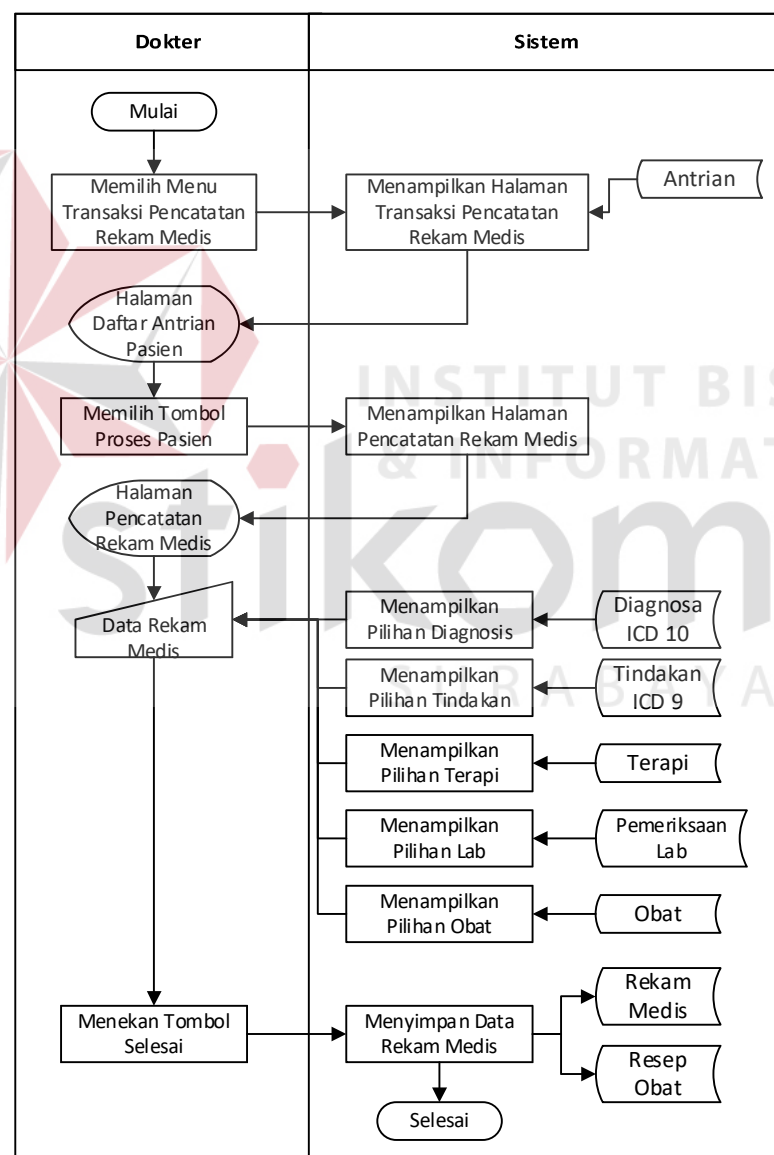 Dokter
Sistem
Mulai
Memilih Menu
Transaksi Pencatatan
Rekam Medis
Menampilkan Halaman
Transaksi Pencatatan
Rekam Medis
Antrian
Halaman
Daftar Antrian
Pasien
Memilih Tombol
Proses Pasien
Menampilkan Halaman
Pencatatan Rekam Medis
INSTITUT BIS
& INFORMAT
stikom
SURABAYA
Halaman
Pencatatan
Rekam Medis
Data Rekam
Medis
Menampilkan
Pilihan Diagnosis
Diagnosa
ICD 10
Menampilkan
Pilihan Tindakan
Tindakan
ICD 9
Menampilkan
Pilihan Terapi
Terapi
Menampilkan
Pilihan Lab
Pemeriksaan
Lab
Menampilkan
Pilihan Obat
Obat
Menekan Tombol
Selesai
Menyimpan Data
Rekam Medis
Rekam
Medis
Resep
Obat
Selesai